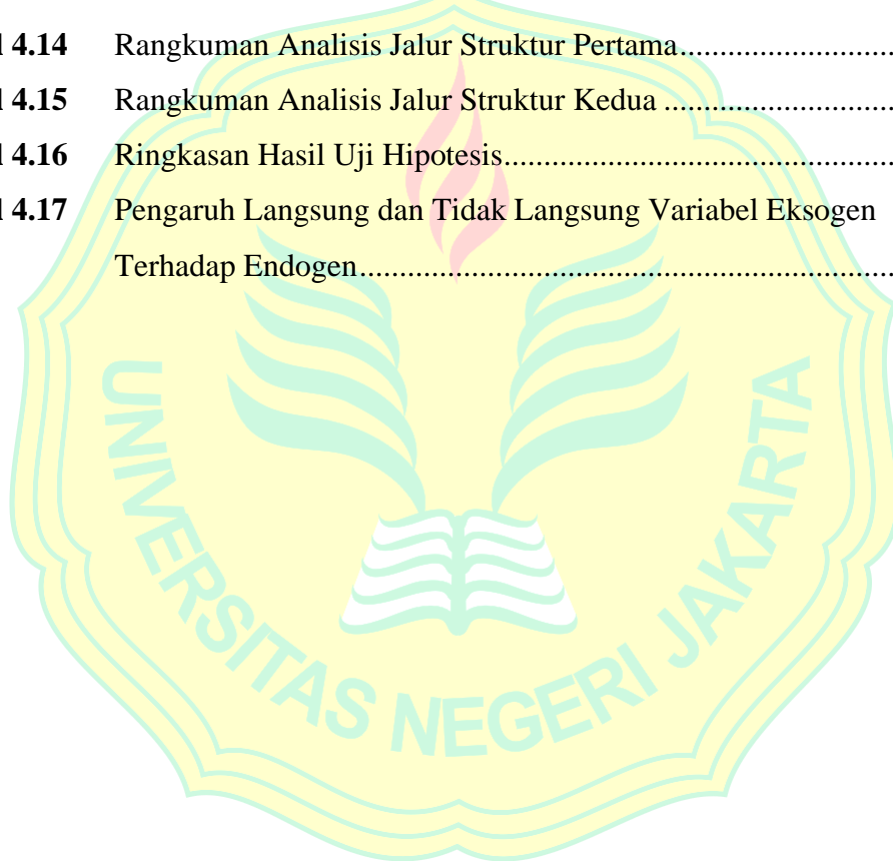 l 4.14 Rangkuman Analisis Jalur Struktur Pertama..............................
l 4.15 Rangkuman Analisis Jalur Struktur Kedua ..............................
l 4.16 Ringkasan Hasil Uji Hipotesis....................................................
l 4.17 Pengaruh Langsung dan Tidak Langsung Variabel Eksogen
Terhadap Endogen......................................................................
UNIVERSITAS NEGERI JAKARTA